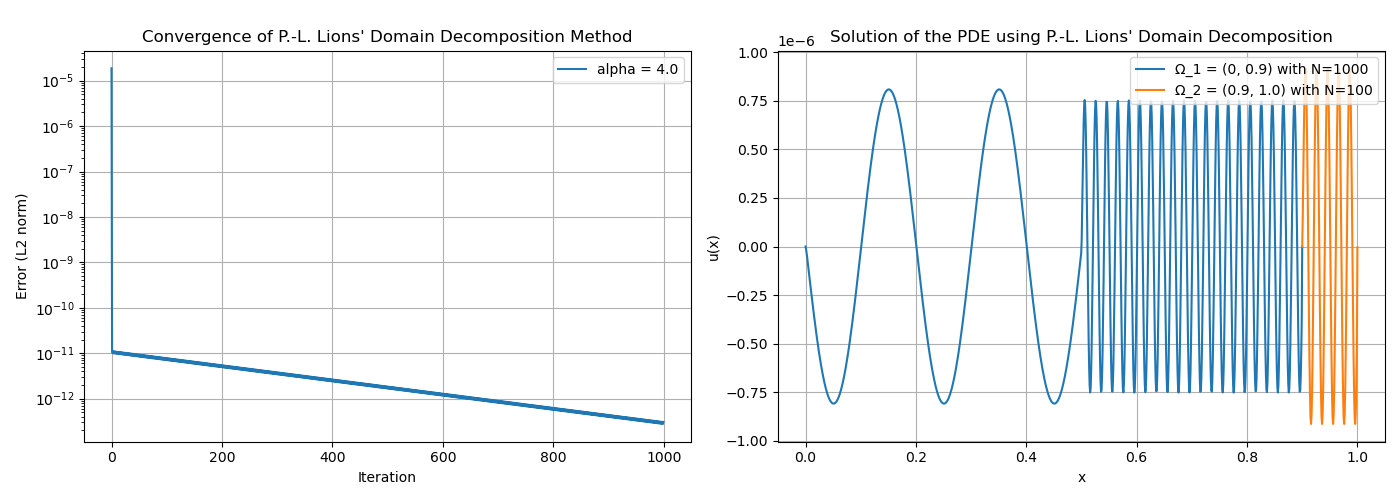 Convergence of P.-L. Lions' Domain Decomposition Method
alpha = 4.0
10⁻⁵
10⁻⁶
10⁻⁷
10⁻⁸
10⁻⁹
10⁻¹⁰
10⁻¹¹
10⁻¹²
Error (L2 norm)
0 200 400 600 800 1000
Iteration
Solution of the PDE using P.-L. Lions' Domain Decomposition
1e−6
Ω_1 = (0, 0.9) with N=1000
Ω_2 = (0.9, 1.0) with N=100
1.00
0.75
0.50
0.25
0.00
−0.25
−0.50
−0.75
−1.00
u(x)
0.0 0.2 0.4 0.6 0.8 1.0
x